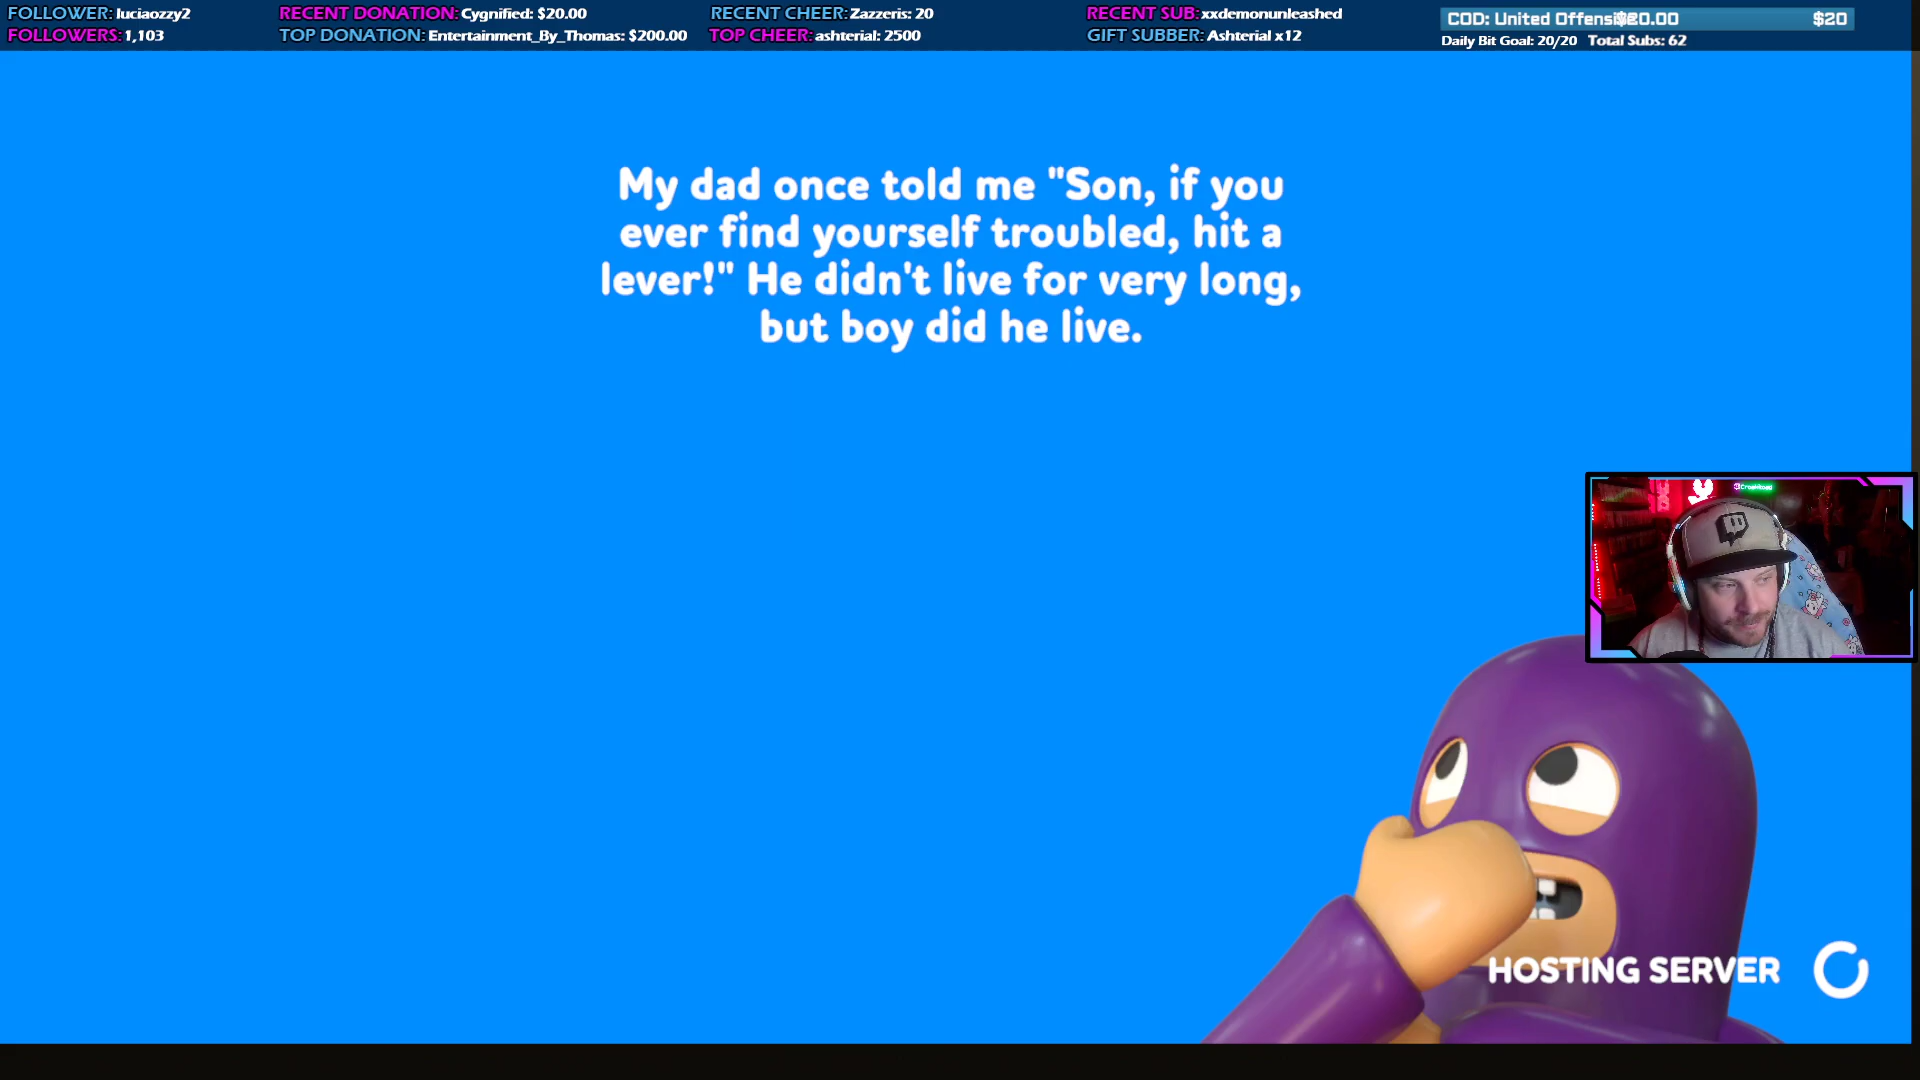 FOLLOWER: luciaozzy2
FOLLOWERS: 1,103
RECENT DONATION: Cygnified: $20.00
TOP DONATION: Entertainment_By_Thomas: $200.00
RECENT CHEER: Zazzeris: 20
TOP CHEER: ashterial: 2500
RECENT SUB: xxdemonunleashed
GIFT SUBBER: Ashterial x12
COD: United Offensi $20
Daily Bit Goal: 20/20 Total Subs: 62
My dad once told me "Son, if you
ever find yourself troubled, hit a
lever!" He didn't live for very long,
but boy did he live.
HOSTING SERVER